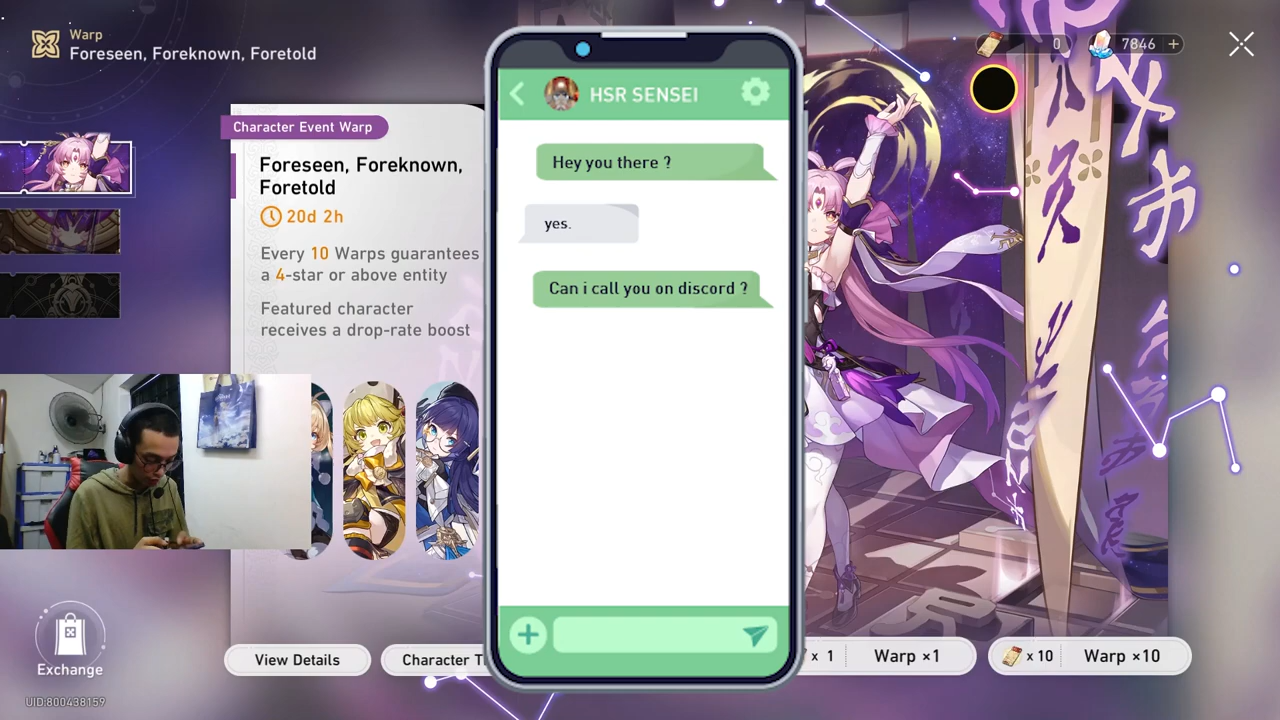 Warp
Foreseen, Foreknown, Foretold
0
7846 +
Character Event Warp
Foreseen, Foreknown,
Foretold
20d 2h
Every 10 Warps guarantees
a 4-star or above entity
Featured character
receives a drop-rate boost
HSR SENSEI
Hey you there ?
yes.
Can i call you on discord ?
Exchange
View Details
Character T
x 1
Warp ×1
x 10
Warp ×10
UID:800438159